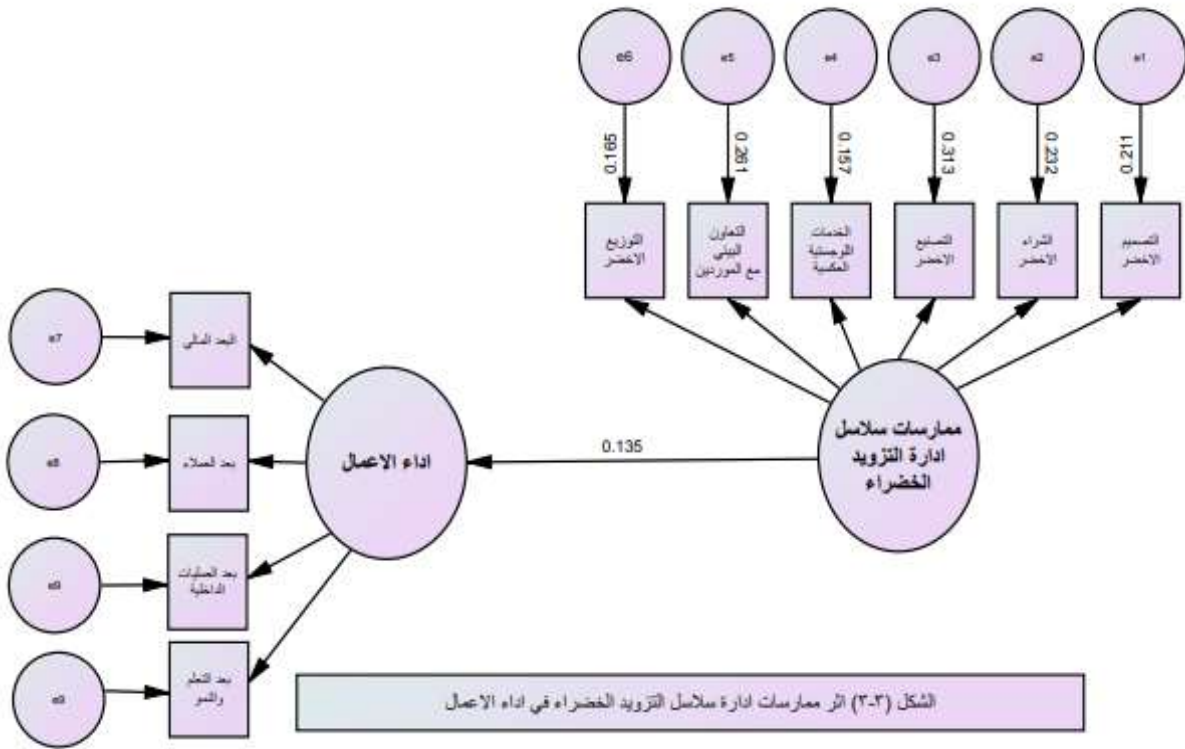 e6
e5
e4
e3
e2
e1
0.165
0.261
0.157
0.313
0.232
0.211
التوزيع
الاخضر
التعاون
البيئي
مع الموردين
الخدمات
اللوجستية
العكسية
التصنيع
الاخضر
الشراء
الاخضر
التصميم
الاخضر
e7
البعد المالي
e8
بعد العملاء
e9
بعد العمليات
الداخلية
بعد التعلم
والنمو
اداء الاعمال
0.135
ممارسات سلاسل
ادارة التزويد
الخضراء
الشكل (٣-٣) اثر ممارسات ادارة سلاسل التزويد الخضراء في اداء الاعمال